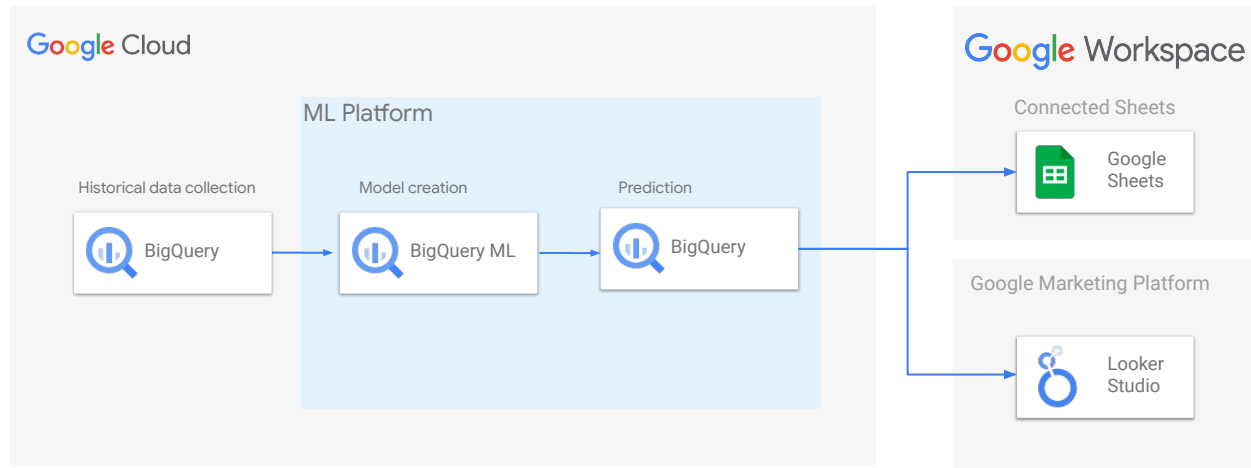 Google Cloud
ML Platform
Historical data collection
BigQuery
Model creation
BigQuery ML
Prediction
BigQuery
Google Workspace
Connected Sheets
Google
Sheets
Google Marketing Platform
Looker
Studio